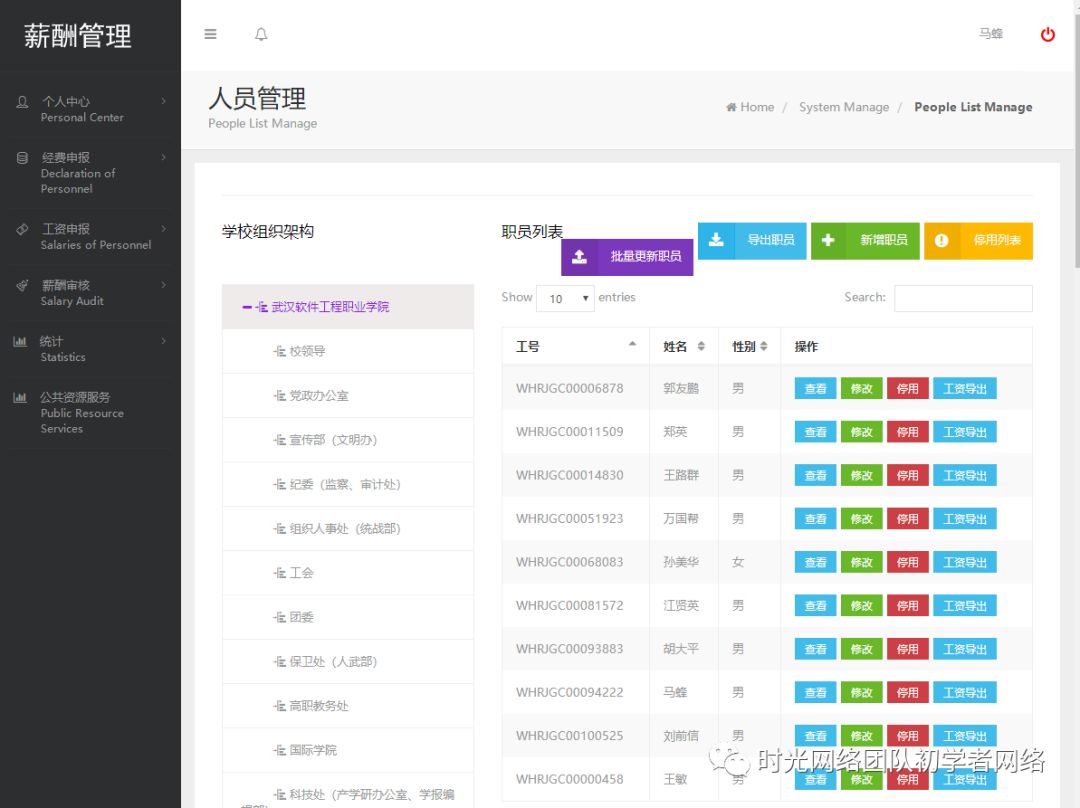 薪酬管理
马蜂
个人中心
Personal Center
经费申报
Declaration of
Personnel
工资申报
Salaries of Personnel
薪酬审核
Salary Audit
统计
Statistics
公共资源服务
Public Resource
Services
人员管理
People List Manage
Home / System Manage / People List Manage
学校组织架构
武汉软件工程职业学院
校领导
党政办公室
宣传部（文明办）
纪委（监察、审计处）
组织人事处（统战部）
工会
团委
保卫处（人武部）
高职教务处
国际学院
科技处（产学研办公室、学报编
职员列表
批量更新职员
导出职员
新增职员
停用列表
Show 10 entries
Search:
工号 姓名 性别 操作
WHRJGC00006878 郭友鹏 男 查看 修改 停用 工资导出
WHRJGC00011509 郑英 男 查看 修改 停用 工资导出
WHRJGC00014830 王路群 男 查看 修改 停用 工资导出
WHRJGC00051923 万国帮 男 查看 修改 停用 工资导出
WHRJGC00068083 孙美华 女 查看 修改 停用 工资导出
WHRJGC00081572 江贤英 男 查看 修改 停用 工资导出
WHRJGC00093883 胡大平 男 查看 修改 停用 工资导出
WHRJGC00094222 马蜂 男 查看 修改 停用 工资导出
WHRJGC00100525 刘前信 男 查看 修改 停用 工资导出
WHRJGC00000458 王敏 男 查看 修改 停用 工资导出
时光网络团队初学者网络